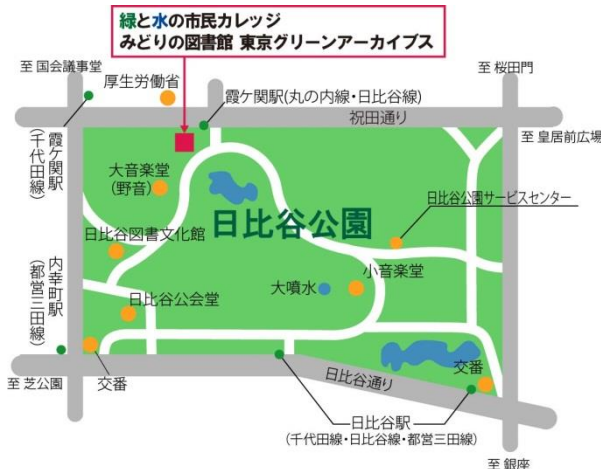 緑と水の市民カレッジ
みどりの図書館 東京グリーンアーカイブス
至 国会議事堂
厚生労働省
至 桜田門
霞ケ関駅(丸の内線・日比谷線)
祝田通り
至 皇居前広場
霞ケ関駅
(千代田線)
大音楽堂
(野音)
日比谷公園サービスセンター
日比谷公園
日比谷図書文化館
内幸町駅
(都営三田線)
大噴水
小音楽堂
日比谷公会堂
交番
至 芝公園
交番
日比谷通り
日比谷駅
(千代田線・日比谷線・都営三田線)
至 銀座